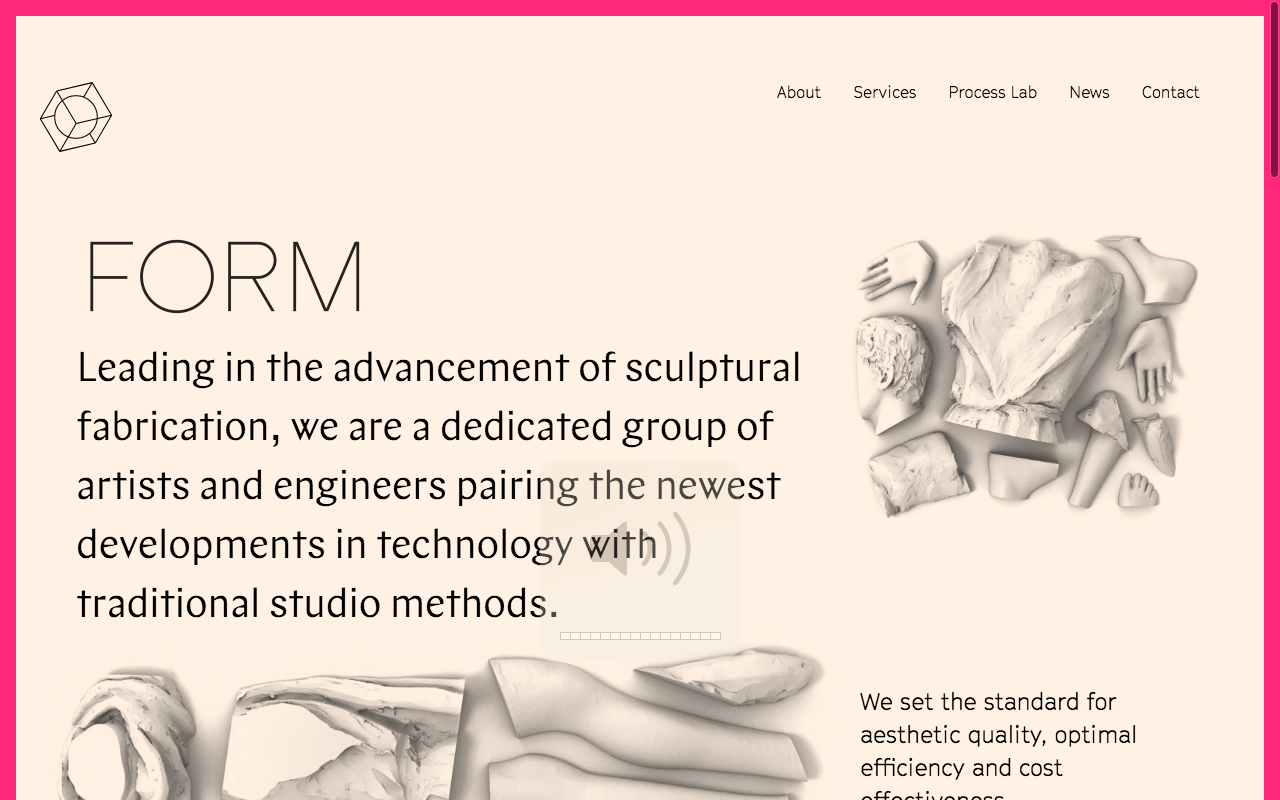 About
Services
Process Lab
News
Contact
FORM
Leading in the advancement of sculptural
fabrication, we are a dedicated group of
artists and engineers pairing the newest
developments in technology with
traditional studio methods.
We set the standard for
aesthetic quality, optimal
efficiency and cost
effectiveness